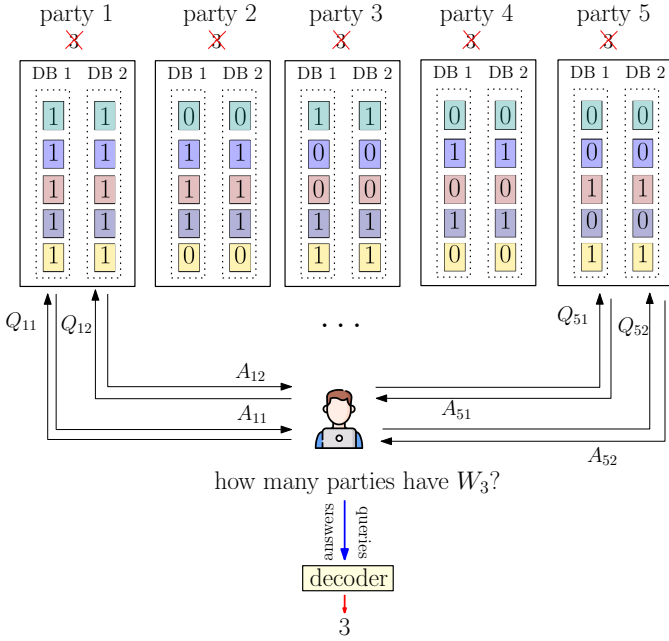 party 1 party 2 party 3 party 4 party 5
3 3 3 3 3
DB 1 DB 2 DB 1 DB 2 DB 1 DB 2 DB 1 DB 2 DB 1 DB 2
1 1 0 0 1 1 0 0 0 0
1 1 1 1 0 0 1 1 0 0
1 1 1 1 0 0 0 0 1 1
1 1 1 1 1 1 1 1 0 0
1 1 0 0 1 1 0 0 1 1
Q₁₁ Q₁₂ ... Q₅₁ Q₅₂
A₁₂
A₁₁ A₅₁
A₅₂
how many parties have W₃?
answers queries
decoder
3